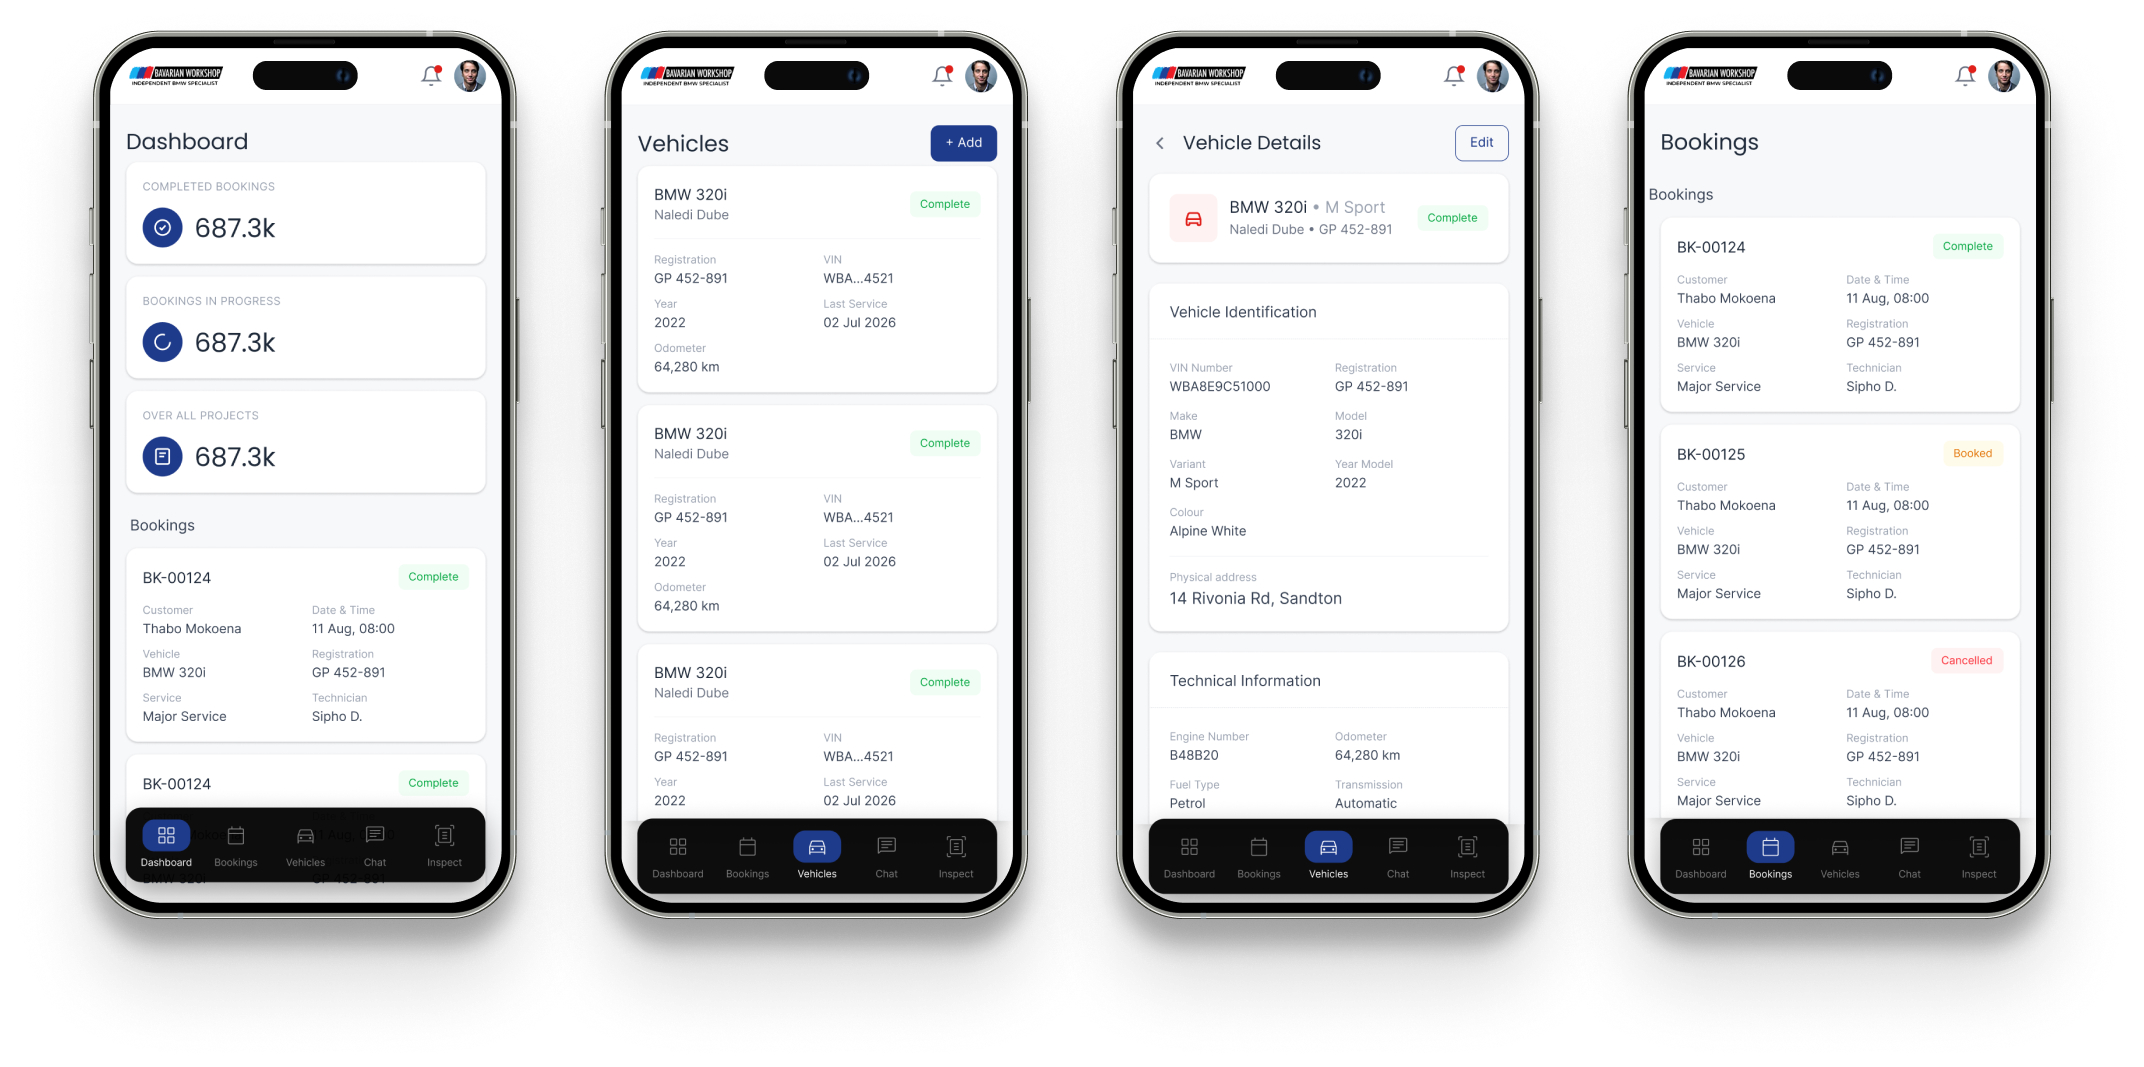 BAVARIAN WORKSHOP
INDEPENDENT BMW SPECIALIST
Dashboard
COMPLETED BOOKINGS
687.3k
BOOKINGS IN PROGRESS
687.3k
OVER ALL PROJECTS
687.3k
Bookings
BK-00124 Complete
Customer Date & Time
Thabo Mokoena 11 Aug, 08:00
Vehicle Registration
BMW 320i GP 452-891
Service Technician
Major Service Sipho D.
BK-00124 Complete
Dashboard Bookings Vehicles Chat Inspect
BMW 320i GP 452-891
BAVARIAN WORKSHOP
INDEPENDENT BMW SPECIALIST
Vehicles + Add
BMW 320i Complete
Naledi Dube
Registration VIN
GP 452-891 WBA...4521
Year Last Service
2022 02 Jul 2026
Odometer
64,280 km
BMW 320i Complete
Naledi Dube
Registration VIN
GP 452-891 WBA...4521
Year Last Service
2022 02 Jul 2026
Odometer
64,280 km
BMW 320i Complete
Naledi Dube
Registration VIN
GP 452-891 WBA...4521
Year Last Service
2022 02 Jul 2026
Dashboard Bookings Vehicles Chat Inspect
BAVARIAN WORKSHOP
INDEPENDENT BMW SPECIALIST
Vehicle Details Edit
BMW 320i • M Sport Complete
Naledi Dube • GP 452-891
Vehicle Identification
VIN Number Registration
WBA8E9C51000 GP 452-891
Make Model
BMW 320i
Variant Year Model
M Sport 2022
Colour
Alpine White
Physical address
14 Rivonia Rd, Sandton
Technical Information
Engine Number Odometer
B48B20 64,280 km
Fuel Type Transmission
Petrol Automatic
Dashboard Bookings Vehicles Chat Inspect
BAVARIAN WORKSHOP
INDEPENDENT BMW SPECIALIST
Bookings
Bookings
BK-00124 Complete
Customer Date & Time
Thabo Mokoena 11 Aug, 08:00
Vehicle Registration
BMW 320i GP 452-891
Service Technician
Major Service Sipho D.
BK-00125 Booked
Customer Date & Time
Thabo Mokoena 11 Aug, 08:00
Vehicle Registration
BMW 320i GP 452-891
Service Technician
Major Service Sipho D.
BK-00126 Cancelled
Customer Date & Time
Thabo Mokoena 11 Aug, 08:00
Vehicle Registration
BMW 320i GP 452-891
Service Technician
Major Service Sipho D.
Dashboard Bookings Vehicles Chat Inspect